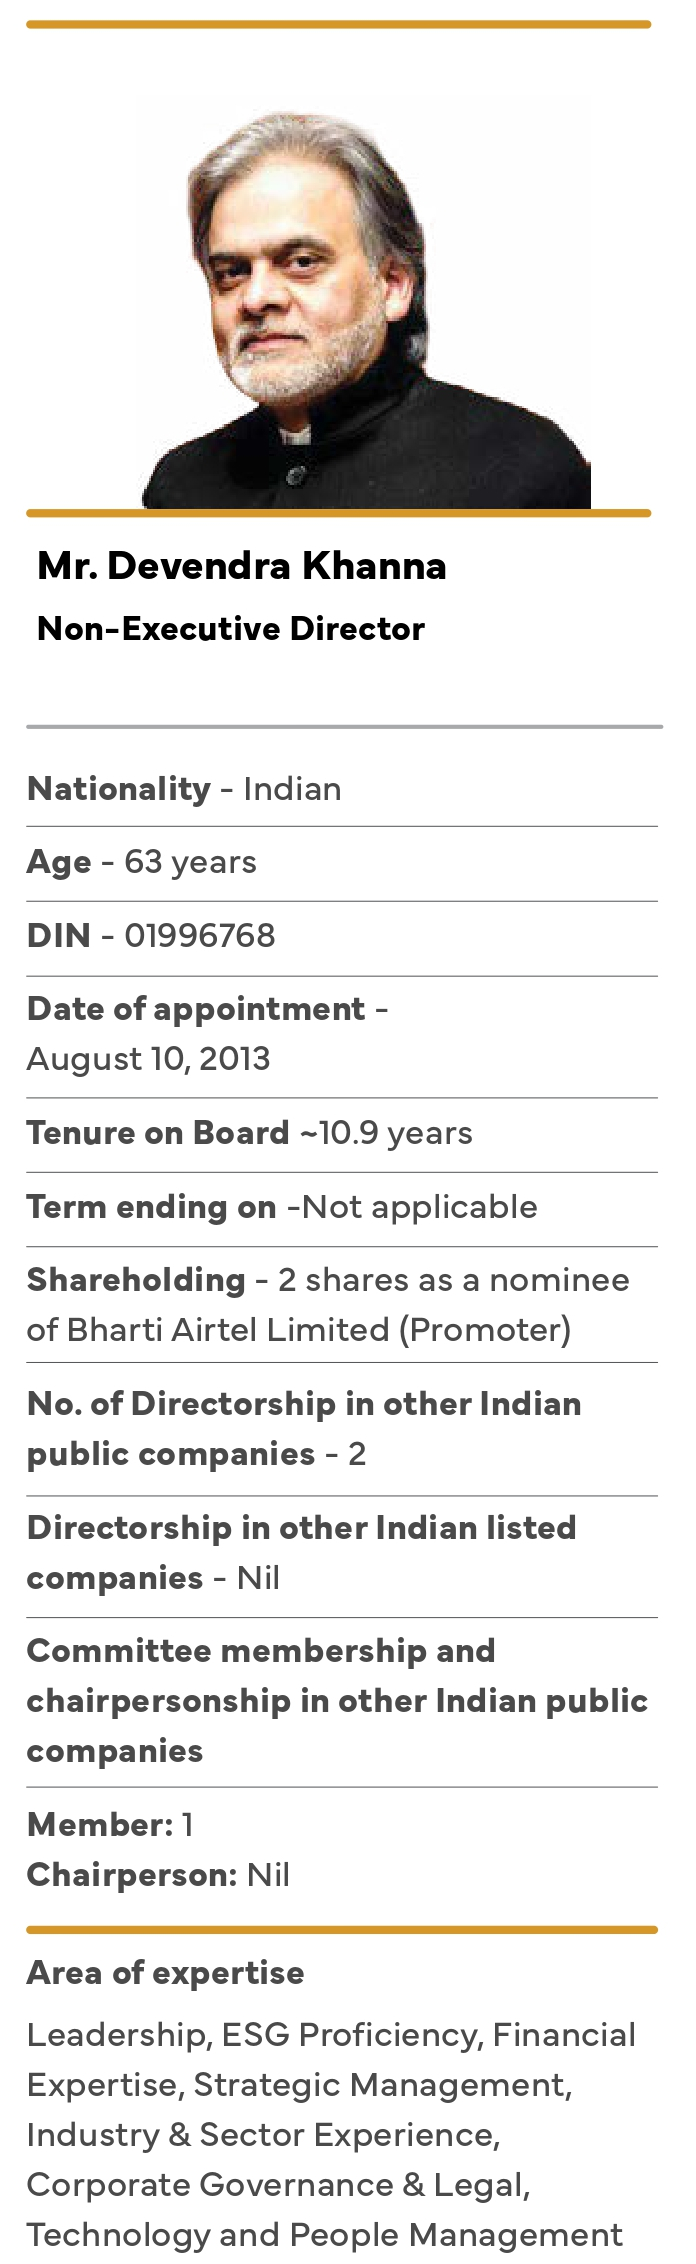 Mr. Devendra Khanna
Non-Executive Director
Nationality - Indian
Age - 63 years
DIN - 01996768
Date of appointment -
August 10, 2013
Tenure on Board ~10.9 years
Term ending on -Not applicable
Shareholding - 2 shares as a nominee
of Bharti Airtel Limited (Promoter)
No. of Directorship in other Indian
public companies - 2
Directorship in other Indian listed
companies - Nil
Committee membership and
chairpersonship in other Indian public
companies
Member: 1
Chairperson: Nil
Area of expertise
Leadership, ESG Proficiency, Financial
Expertise, Strategic Management,
Industry & Sector Experience,
Corporate Governance & Legal,
Technology and People Management